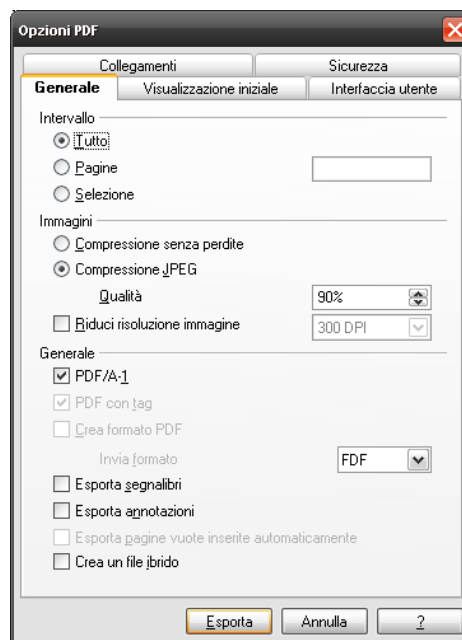 Opzioni PDF
Collegamenti Sicurezza
Generale Visualizzazione iniziale Interfaccia utente
Intervallo
Tutto
Pagine
Selezione
Immagini
Compressione senza perdite
Compressione JPEG
Qualità 90%
Riduci risoluzione immagine 300 DPI
Generale
PDF/A-1
PDF con tag
Crea formato PDF
Invia formato FDF
Esporta segnalibri
Esporta annotazioni
Esporta pagine vuote inserite automaticamente
Crea un file ibrido
Esporta Annulla ?